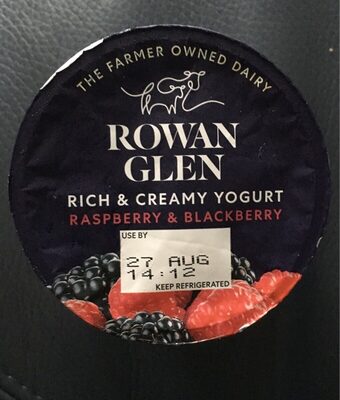 THE FARMER OWNED DAIRY
ROWAN
GLEN
RICH & CREAMY YOGURT
RASPBERRY & BLACKBERRY
USE BY
27 AUG
14:12
KEEP REFRIGERATED